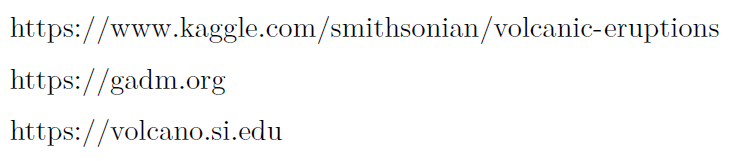 https://www.kaggle.com/smithsonian/volcanic-eruptions
https://gadm.org
https://volcano.si.edu